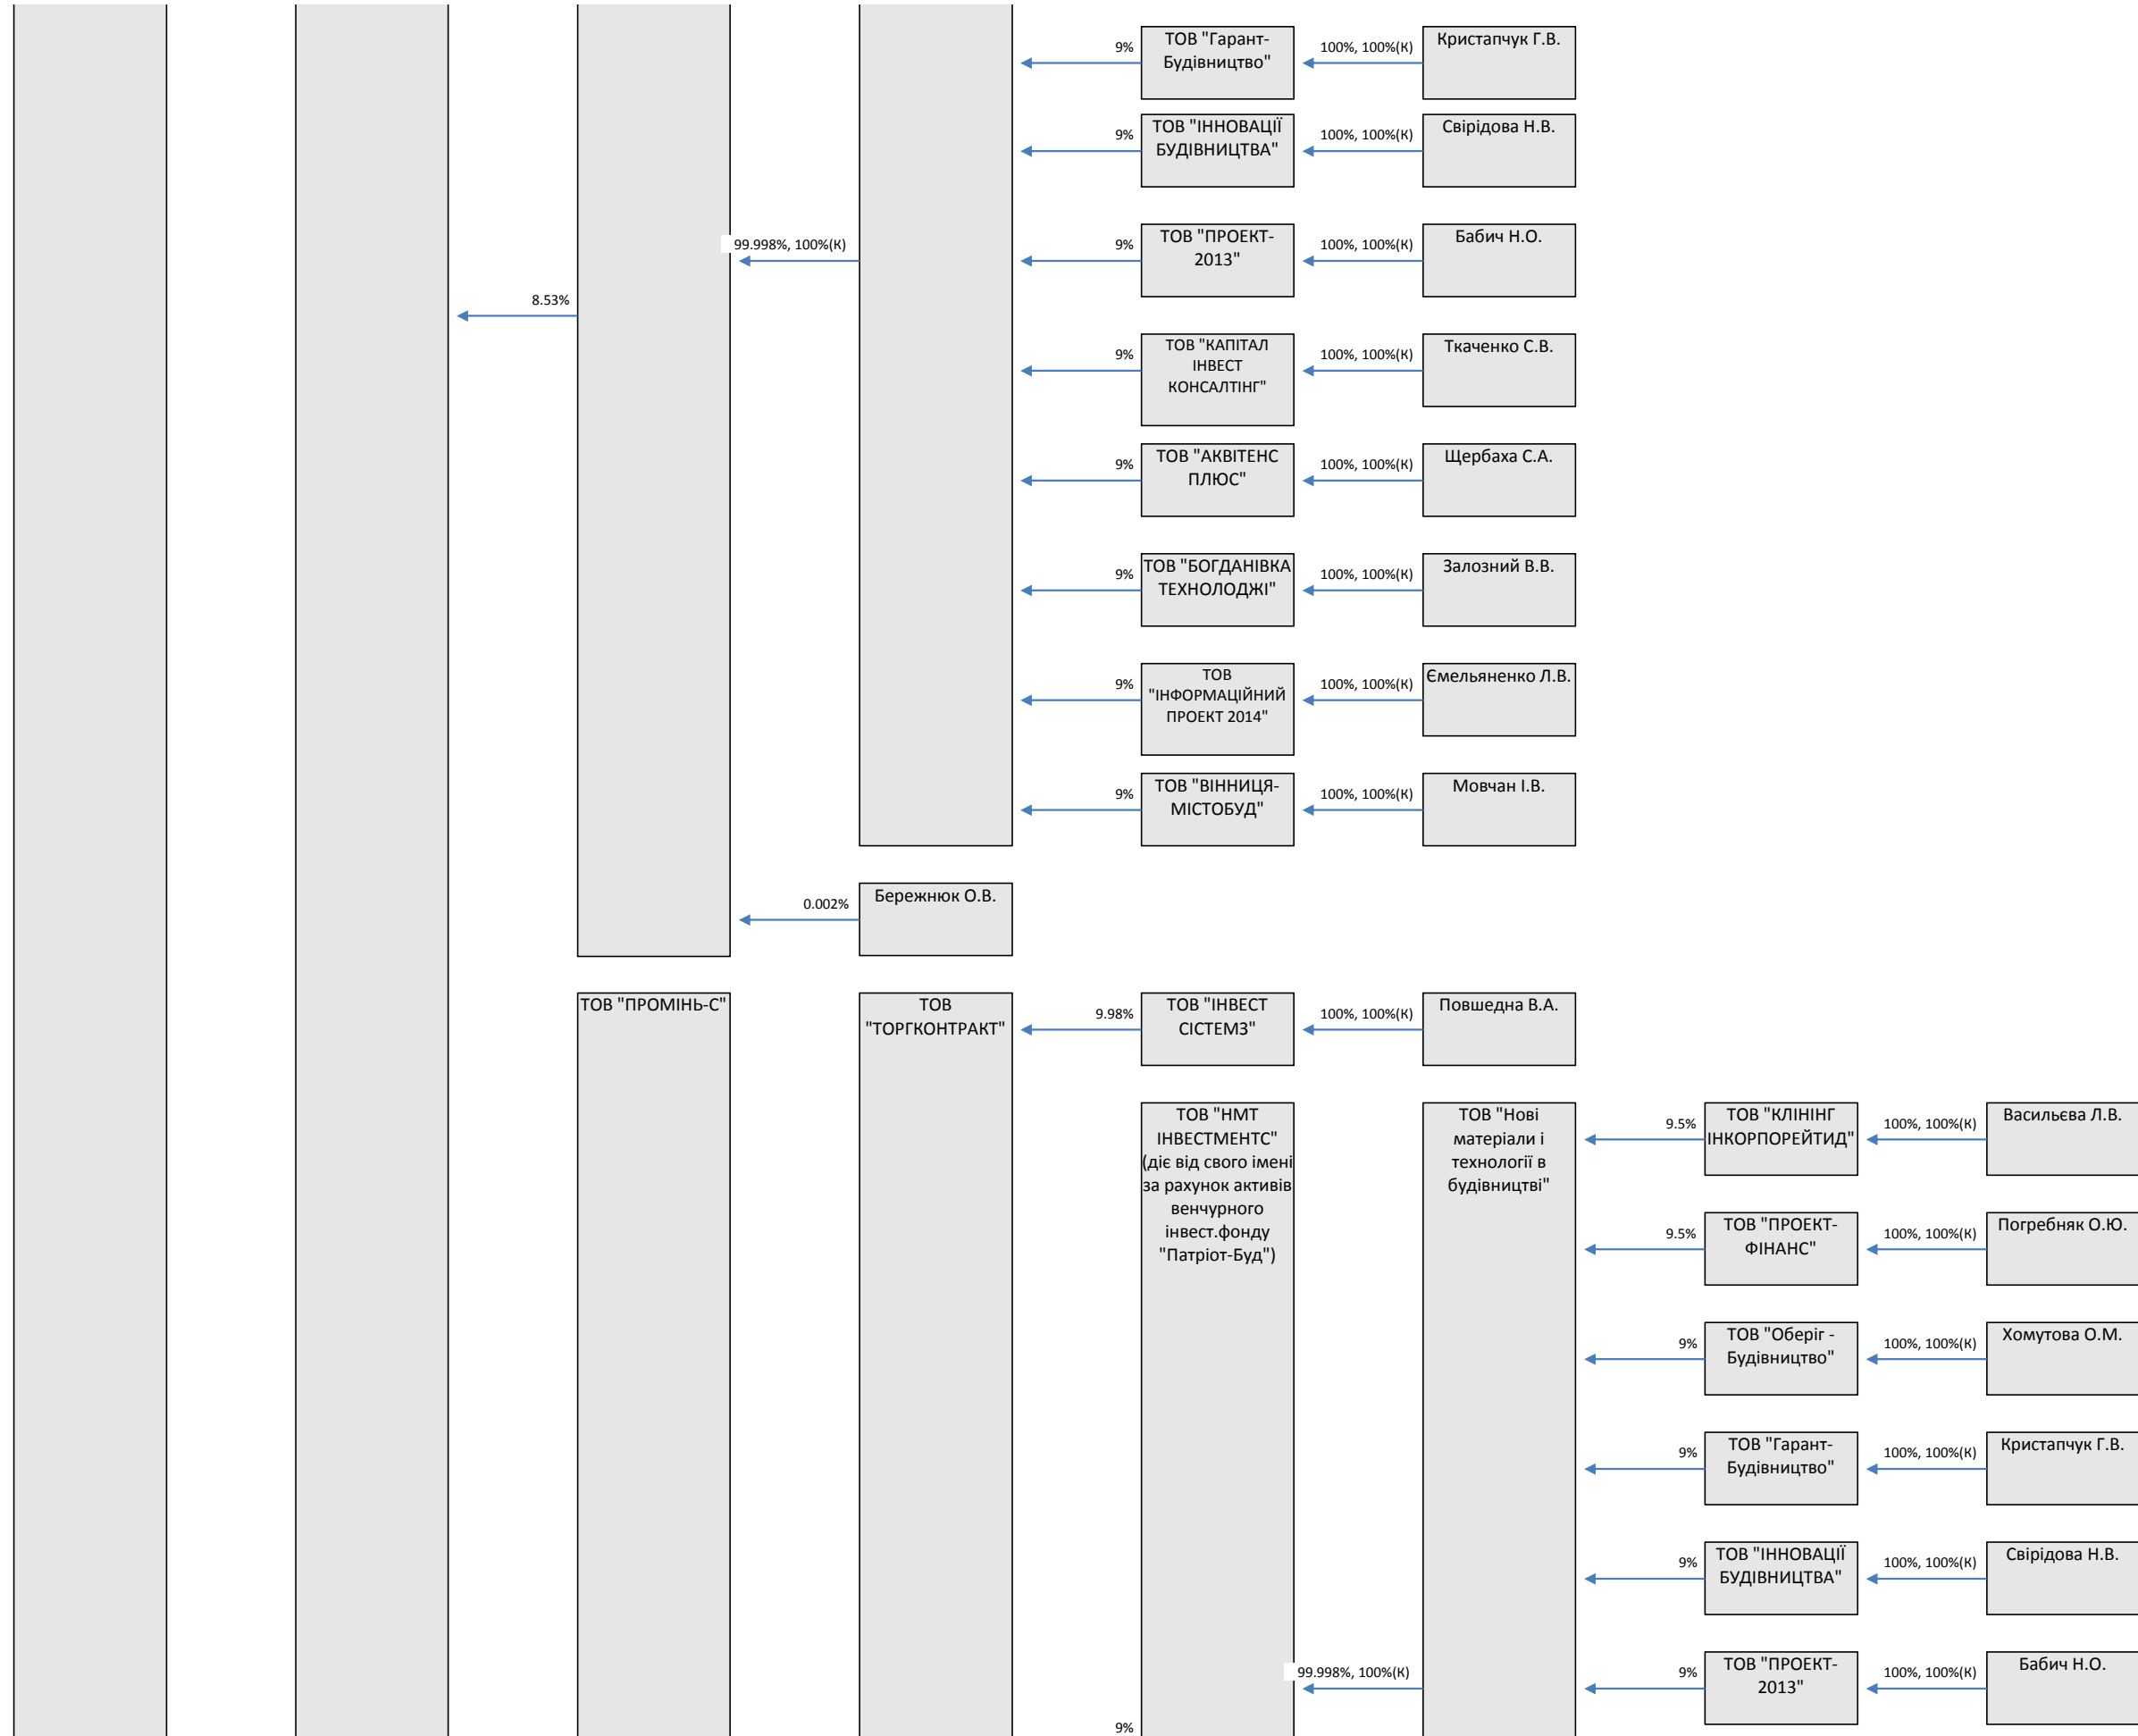 9%
ТОВ "Гарант-
Будівництво"
100%, 100%(К)
Кристапчук Г.В.
9%
ТОВ "ІННОВАЦІЇ
БУДІВНИЦТВА"
100%, 100%(К)
Свірідова Н.В.
99.998%, 100%(К)
9%
ТОВ "ПРОЕКТ-
2013"
100%, 100%(К)
Бабич Н.О.
8.53%
9%
ТОВ "КАПІТАЛ
ІНВЕСТ
КОНСАЛТІНГ"
100%, 100%(К)
Ткаченко С.В.
9%
ТОВ "АКВІТЕНС
ПЛЮС"
100%, 100%(К)
Щербаха С.А.
9%
ТОВ "БОГДАНІВКА
ТЕХНОЛОДЖІ"
100%, 100%(К)
Залозний В.В.
9%
ТОВ
"ІНФОРМАЦІЙНИЙ
ПРОЕКТ 2014"
100%, 100%(К)
Ємельяненко Л.В.
9%
ТОВ "ВІННИЦЯ-
МІСТОБУД"
100%, 100%(К)
Мовчан І.В.
0.002%
Бережнюк О.В.
ТОВ "ПРОМІНЬ-С"
ТОВ
"ТОРГКОНТРАКТ"
9.98%
ТОВ "ІНВЕСТ
СІСТЕМЗ"
100%, 100%(К)
Повшедна В.А.
ТОВ "НМТ
ІНВЕСТМЕНТС"
(діє від свого імені
за рахунок активів
венчурного
інвест.фонду
"Патріот-Буд")
ТОВ "Нові
матеріали і
технології в
будівництві"
9.5%
ТОВ "КЛІНІНГ
ІНКОРПОРЕЙТИД"
100%, 100%(К)
Васильєва Л.В.
9.5%
ТОВ "ПРОЕКТ-
ФІНАНС"
100%, 100%(К)
Погребняк О.Ю.
9%
ТОВ "Оберіг -
Будівництво"
100%, 100%(К)
Хомутова О.М.
9%
ТОВ "Гарант-
Будівництво"
100%, 100%(К)
Кристапчук Г.В.
9%
ТОВ "ІННОВАЦІЇ
БУДІВНИЦТВА"
100%, 100%(К)
Свірідова Н.В.
99.998%, 100%(К)
9%
ТОВ "ПРОЕКТ-
2013"
100%, 100%(К)
Бабич Н.О.
9%